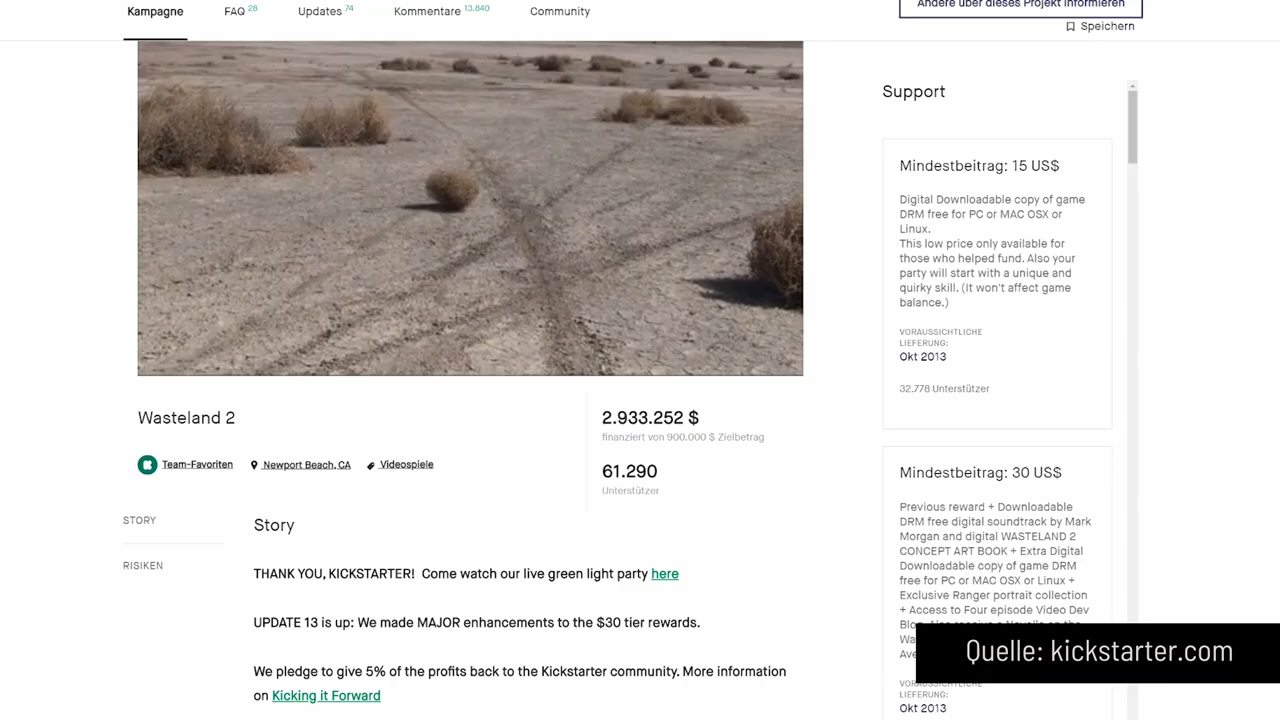 Kampagne
FAQ 28
Updates 74
Kommentare 13.840
Community
Andere über dieses Projekt informieren
Speichern
Support
Mindestbeitrag: 15 US$
Digital Downloadable copy of game
DRM free for PC or MAC OSX or
Linux.
This low price only available for
those who helped fund. Also your
party will start with a unique and
quirky skill. (It won't affect game
balance.)
VORAUSSICHTLICHE
LIEFERUNG:
Okt 2013
32.778 Unterstützer
Wasteland 2
Team-Favoriten
Newport Beach, CA
Videospiele
2.933.252 $
finanziert von 900.000 $ Zielbetrag
61.290
Unterstützer
STORY
RISIKEN
Story
THANK YOU, KICKSTARTER! Come watch our live green light party here
UPDATE 13 is up: We made MAJOR enhancements to the $30 tier rewards.
We pledge to give 5% of the profits back to the Kickstarter community. More information
on Kicking it Forward
Mindestbeitrag: 30 US$
Previous reward + Downloadable
DRM free digital soundtrack by Mark
Morgan and digital WASTELAND 2
CONCEPT ART BOOK + Extra Digital
Downloadable copy of game DRM
free for PC or MAC OSX or Linux +
Exclusive Ranger portrait collection
+ Access to Four episode Video Dev
VORAUSSICHTLICHE
LIEFERUNG:
Okt 2013
Quelle: kickstarter.com